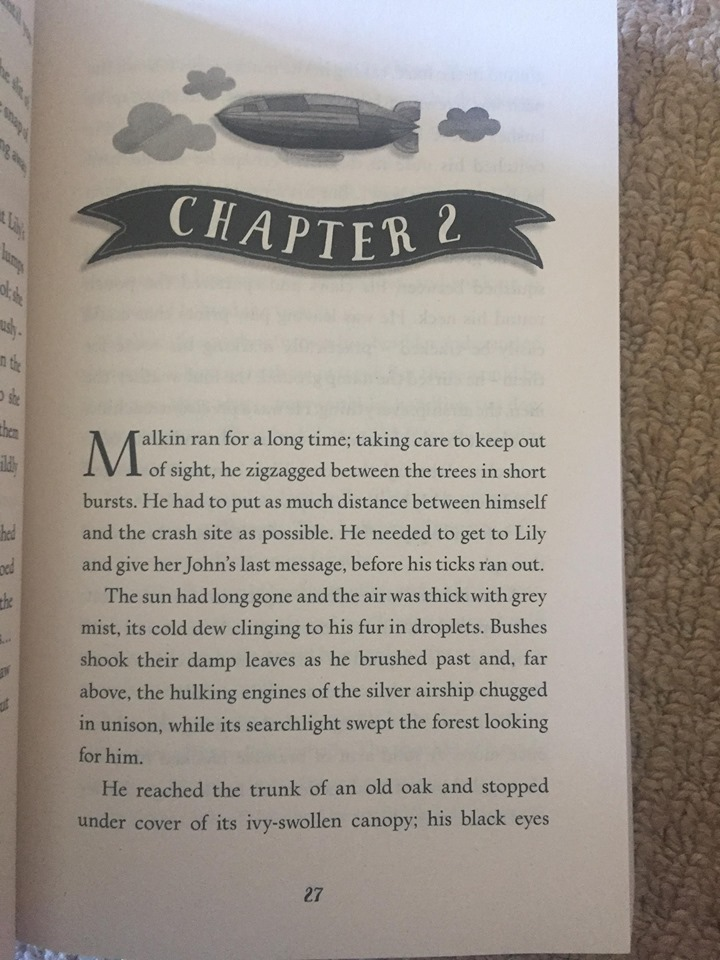 CHAPTER 2
Malkin ran for a long time; taking care to keep out
of sight, he zigzagged between the trees in short
bursts. He had to put as much distance between himself
and the crash site as possible. He needed to get to Lily
and give her John's last message, before his ticks ran out.
The sun had long gone and the air was thick with grey
mist, its cold dew clinging to his fur in droplets. Bushes
shook their damp leaves as he brushed past and, far
above, the hulking engines of the silver airship chugged
in unison, while its searchlight swept the forest looking
for him.
He reached the trunk of an old oak and stopped
under cover of its ivy-swollen canopy; his black eyes
27